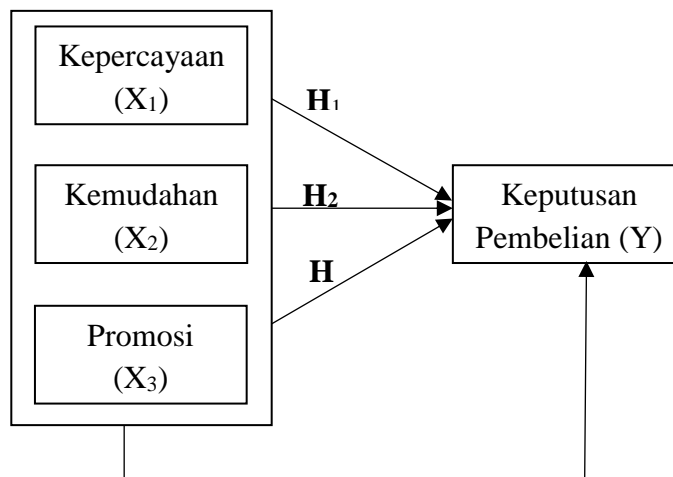 Kepercayaan
(X₁)
H₁
Kemudahan
(X₂)
H₂
Keputusan
Pembelian (Y)
H
Promosi
(X₃)